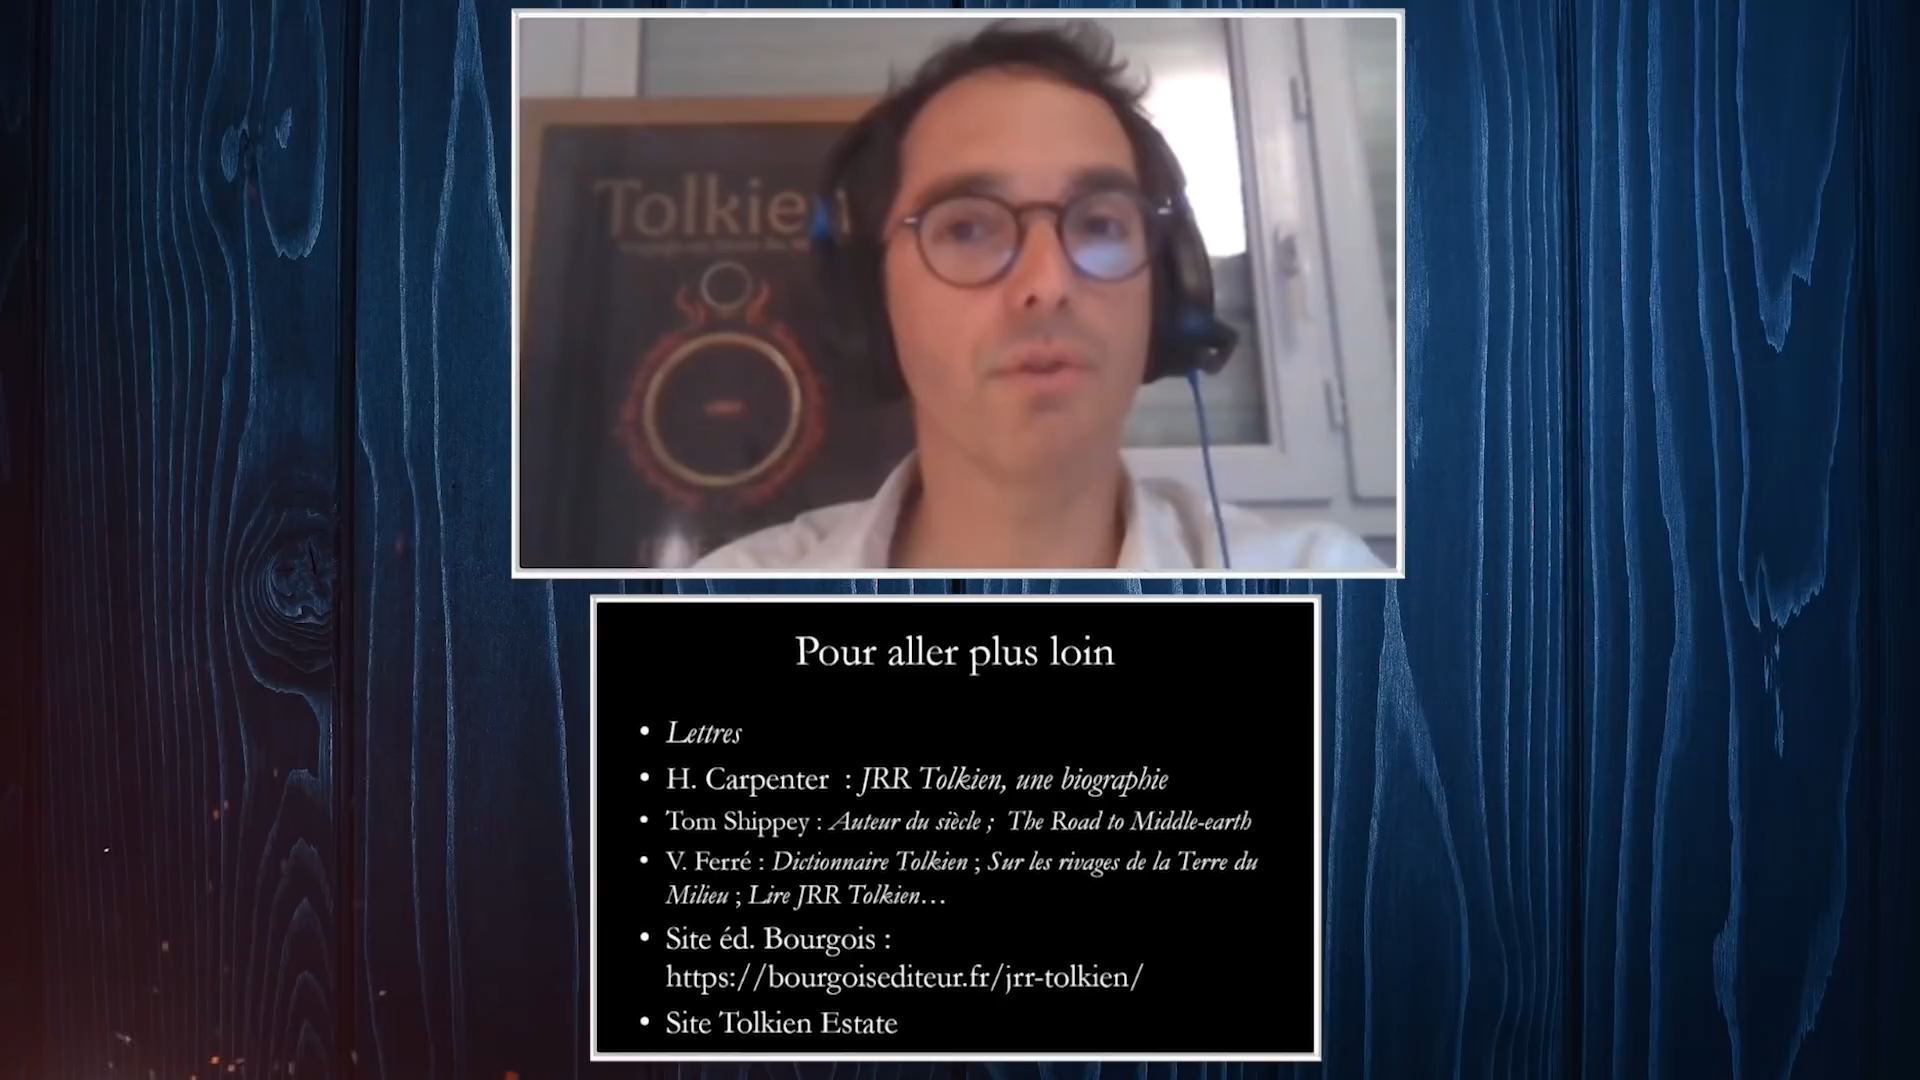 Tolkien
Pour aller plus loin
• Lettres
• H. Carpenter : JRR Tolkien, une biographie
• Tom Shippey : Auteur du siècle ; The Road to Middle-earth
• V. Ferré : Dictionnaire Tolkien ; Sur les rivages de la Terre du
Milieu ; Lire JRR Tolkien…
• Site éd. Bourgois :
https://bourgoisediteur.fr/jrr-tolkien/
• Site Tolkien Estate